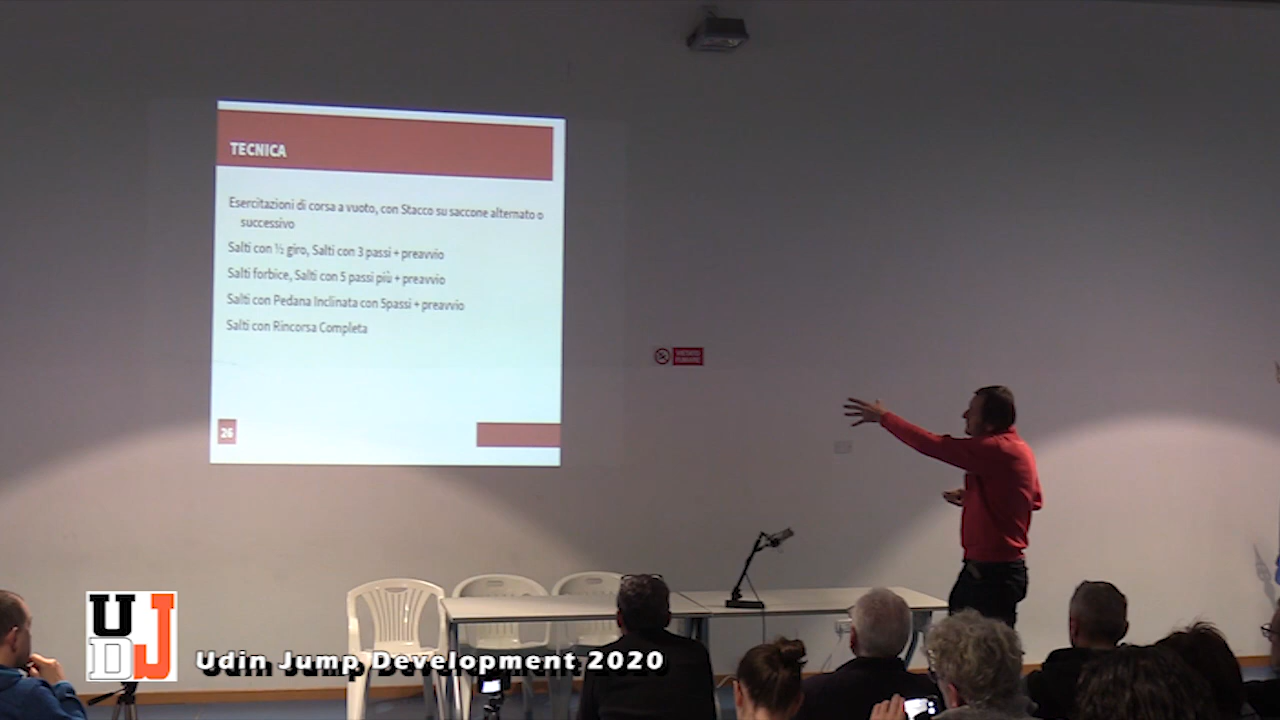 TECNICA
Esercitazioni di corsa a vuoto, con Stacco su saccone alternato o
successivo
Salti con ½ giro, Salti con 3 passi + preavvio
Salti forbice, Salti con 5 passi più + preavvio
Salti con Pedana Inclinata con 5passi + preavvio
Salti con Rincorsa Completa
26
VIETATO
FUMARE
UDJ
Udin Jump Development 2020